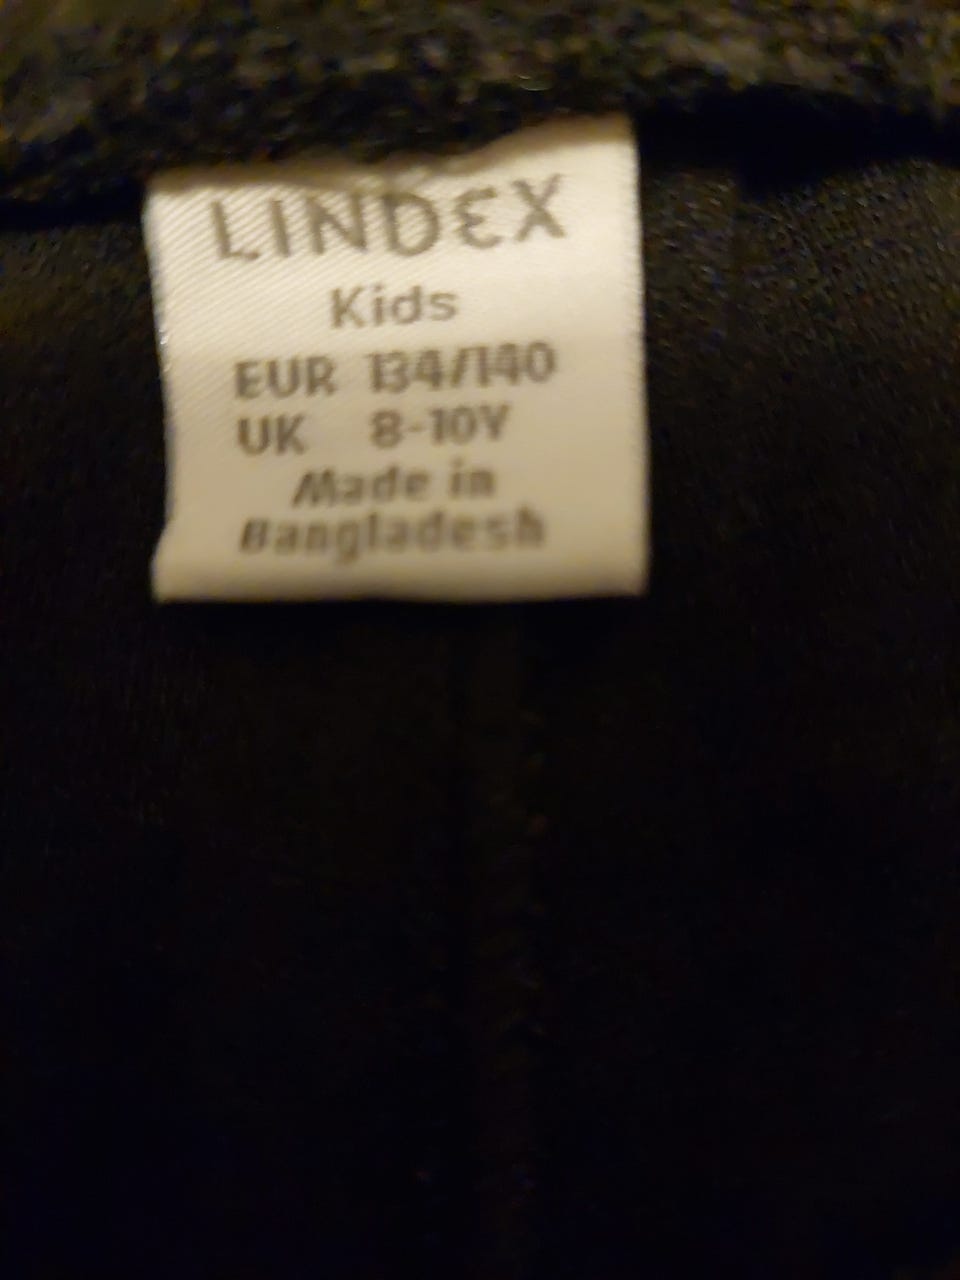 LINDEX
Kids
EUR 134/140
UK 8-10Y
Made in
Bangladesh